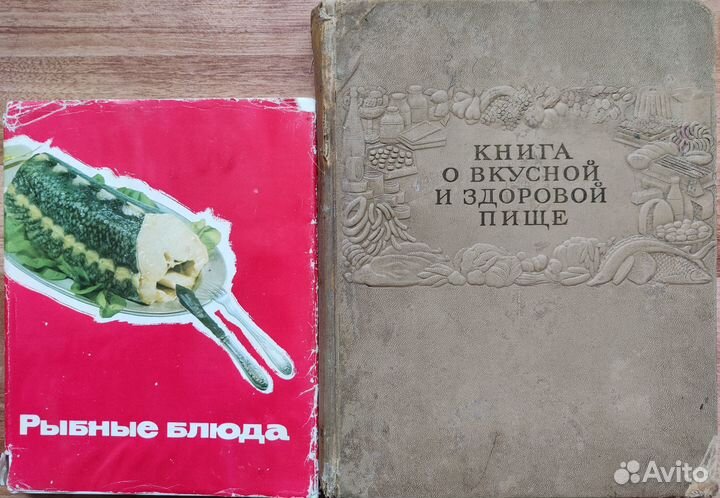 Рыбные блюда
КНИГА
О ВКУСНОЙ
И ЗДОРОВОЙ
ПИЩЕ
Avito